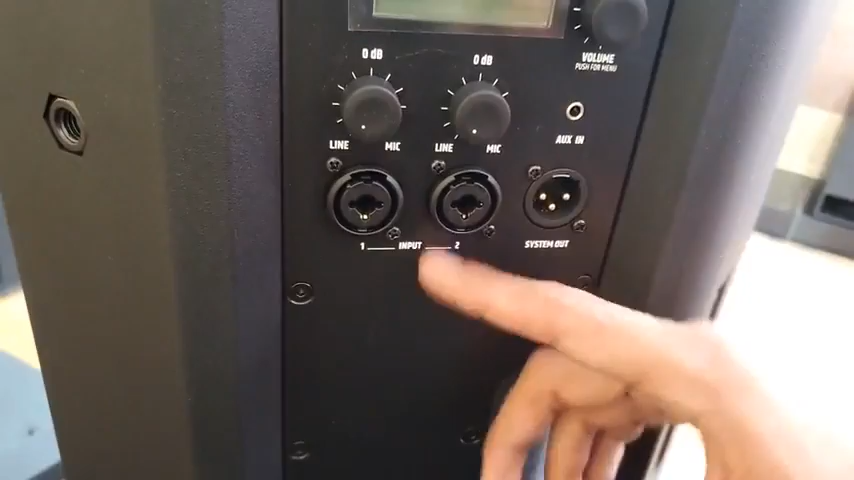 0 dB
0 dB
VOLUME
PUSH FOR MENU
AUX IN
LINE
MIC
LINE
MIC
1
INPUT
2
SYSTEM OUT